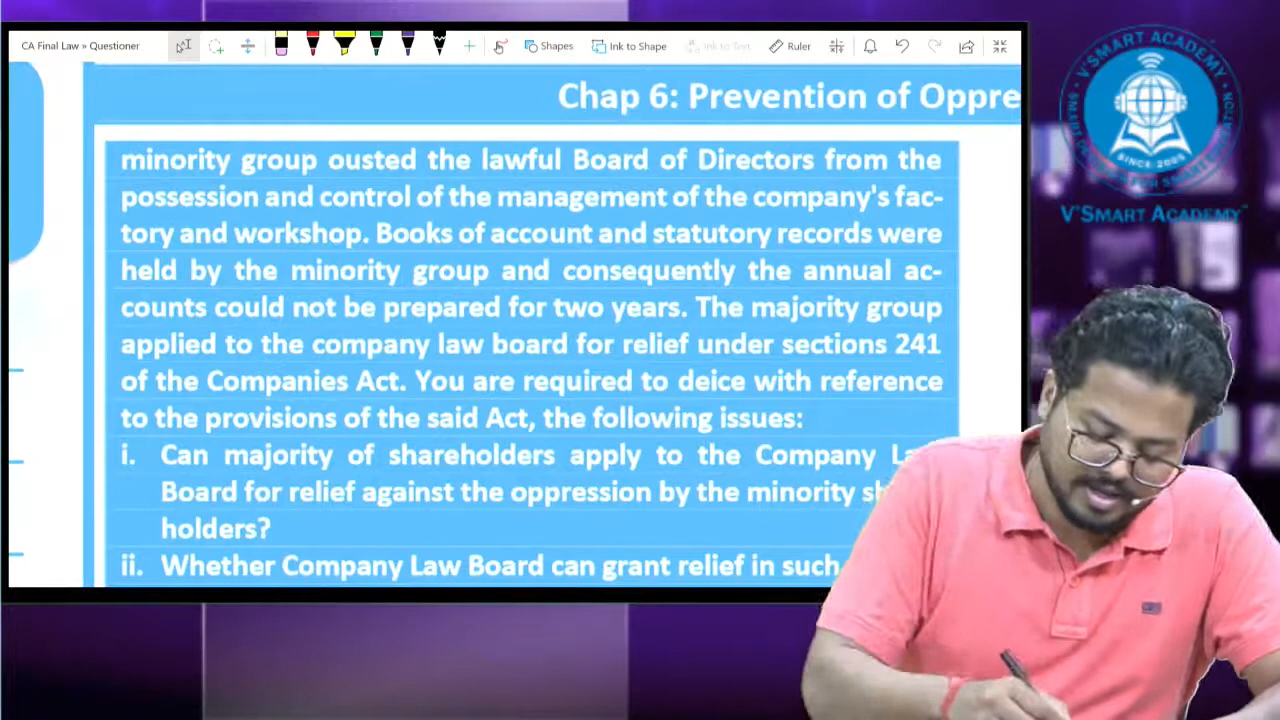 CA Final Law » Questioner
Shapes
Ink to Shape
Ink to Text
Ruler
Chap 6: Prevention of Oppre
minority group ousted the lawful Board of Directors from the
possession and control of the management of the company's fac-
tory and workshop. Books of account and statutory records were
held by the minority group and consequently the annual ac-
counts could not be prepared for two years. The majority group
applied to the company law board for relief under sections 241
of the Companies Act. You are required to deice with reference
to the provisions of the said Act, the following issues:
i. Can majority of shareholders apply to the Company
Board for relief against the oppression by the minority
holders?
ii. Whether Company Law Board can grant relief in such
V'SMART ACADEMY
SINCE 2005
V'SMART ACADEMY